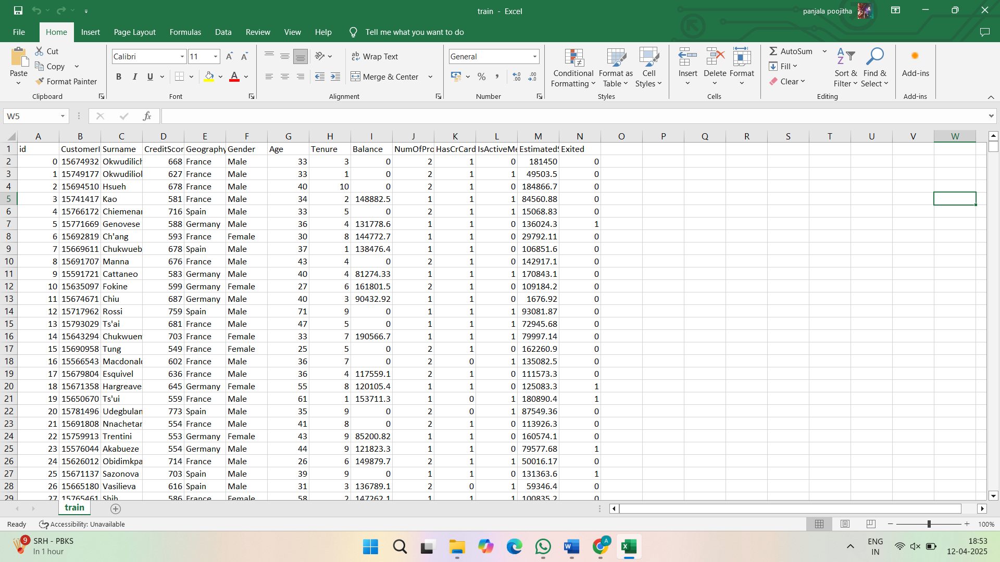 train - Excel
panjala poojitha
File Home Insert Page Layout Formulas Data Review View Help Tell me what you want to do
Paste
Cut
Copy
Format Painter
Clipboard
Calibri 11
B I U
Font
Wrap Text
Merge & Center
Alignment
General
Number
Conditional Formatting
Format as Table
Cell Styles
Styles
Insert Delete Format
Cells
AutoSum
Fill
Clear
Sort & Filter
Find & Select
Editing
Add-ins
Add-ins
W5 fx
A B C D E F G H I J K L M N O P Q R S T U V W
1 id CustomerI Surname CreditScor Geography Gender Age Tenure Balance NumOfPro HasCrCard IsActiveMe EstimatedS Exited
2 0 15674932 Okwudilich 668 France Male 33 3 0 2 1 0 181450 0
3 1 15749177 Okwudiliol 627 France Male 33 1 0 2 1 1 49503.5 0
4 2 15694510 Hsueh 678 France Male 40 10 0 2 1 0 184866.7 0
5 3 15741417 Kao 581 France Male 34 2 148882.5 1 1 1 84560.88 0
6 4 15766172 Chiemenar 716 Spain Male 33 5 0 2 1 1 15068.83 0
7 5 15771669 Genovese 588 Germany Male 36 4 131778.6 1 1 0 136024.3 1
8 6 15692819 Ch'ang 593 France Female 30 8 144772.7 1 1 0 29792.11 0
9 7 15669611 Chukwueb 678 Spain Male 37 1 138476.4 1 1 0 106851.6 0
10 8 15691707 Manna 676 France Male 43 4 0 2 1 0 142917.1 0
11 9 15591721 Cattaneo 583 Germany Male 40 4 81274.33 1 1 1 170843.1 0
12 10 15635097 Fokine 599 Germany Female 27 6 161801.5 2 1 0 109184.2 0
13 11 15674671 Chiu 687 Germany Male 40 3 90432.92 1 1 0 1676.92 0
14 12 15717962 Rossi 759 Spain Male 71 9 0 1 1 1 93081.87 0
15 13 15793029 Ts'ai 681 France Male 47 5 0 1 1 1 72945.68 0
16 14 15643294 Chukwuem 703 France Female 33 7 190566.7 1 1 1 79997.14 0
17 15 15690958 Tung 549 France Female 25 5 0 2 1 0 162260.9 0
18 16 15566543 Macdonald 602 France Male 36 7 0 2 0 1 135082.5 0
19 17 15679804 Esquivel 636 France Male 36 4 117559.1 2 1 0 111573.3 0
20 18 15671358 Hargreave 645 Germany Female 55 8 120105.4 1 1 0 125083.3 1
21 19 15650670 Ts'ui 559 France Male 61 1 153711.3 1 0 1 180890.4 1
22 20 15781496 Udegbulan 773 Spain Male 35 9 0 2 0 1 87549.36 0
23 21 15691808 Nnachetar 554 France Male 41 8 0 2 1 0 113926.3 0
24 22 15759913 Trentini 553 Germany Female 43 9 85200.82 1 1 0 160574.1 0
25 23 15576044 Akabueze 554 Germany Male 44 9 121823.3 1 1 0 79577.68 1
26 24 15626012 Obidimkpa 714 France Male 26 6 149879.7 2 1 1 50016.17 0
27 25 15671137 Sazonova 703 Spain Male 39 9 0 1 1 0 131363.6 1
28 26 15665180 Vasilieva 616 Spain Male 31 3 136789.1 2 0 1 59346.4 0
29 27 15765461 Shih 586 France Female 58 2 147262.1 1 1 1 100835.2 0
train
Ready Accessibility: Unavailable 100%
9 SRH - PBKS
In 1 hour
A
ENG
IN
18:53
12-04-2025